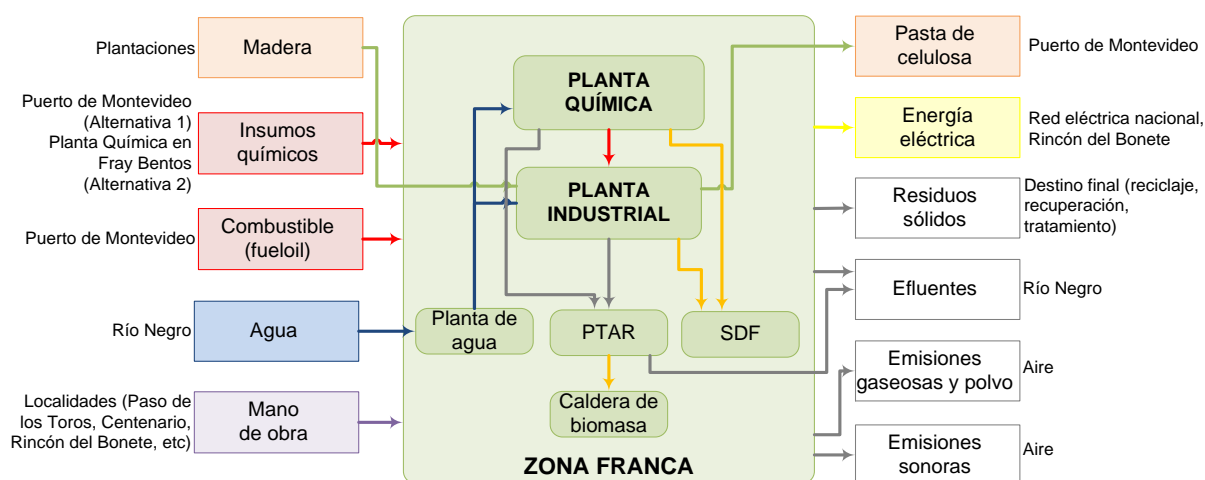 Plantaciones
Madera
Puerto de Montevideo
(Alternativa 1)
Planta Química en
Fray Bentos
(Alternativa 2)
Insumos
químicos
Puerto de Montevideo
Combustible
(fueloil)
Río Negro
Agua
Localidades (Paso de
los Toros, Centenario,
Rincón del Bonete, etc)
Mano
de obra
PLANTA
QUÍMICA
PLANTA
INDUSTRIAL
Planta de
agua
PTAR
SDF
Caldera de
biomasa
ZONA FRANCA
Pasta de
celulosa
Puerto de Montevideo
Energía
eléctrica
Red eléctrica nacional,
Rincón del Bonete
Residuos
sólidos
Destino final (reciclaje,
recuperación,
tratamiento)
Efluentes
Río Negro
Emisiones
gaseosas y polvo
Aire
Emisiones
sonoras
Aire